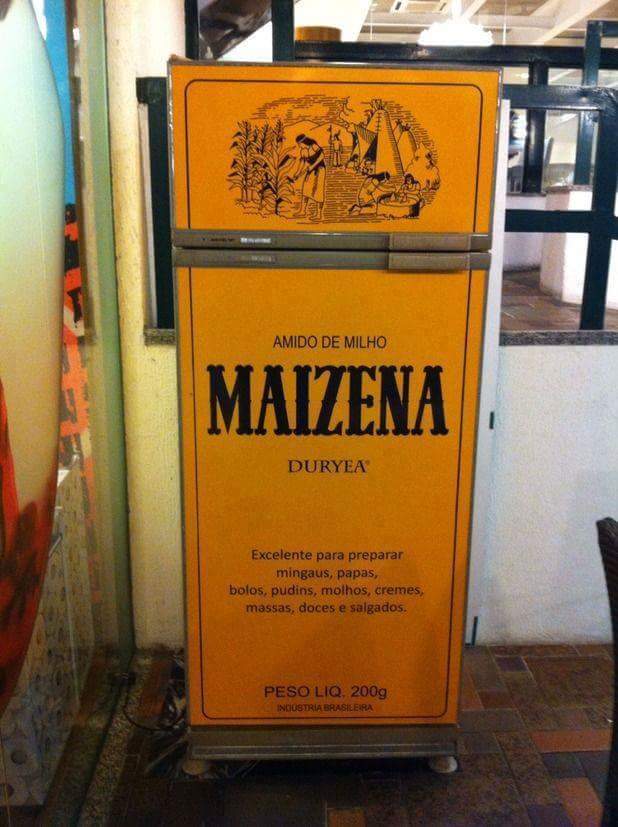 AMIDO DE MILHO
MAIZENA
DURYEA®
Excelente para preparar
mingaus, papas,
bolos, pudins, molhos, cremes,
massas, doces e salgados.
PESO LIQ. 200g
INDÚSTRIA BRASILEIRA